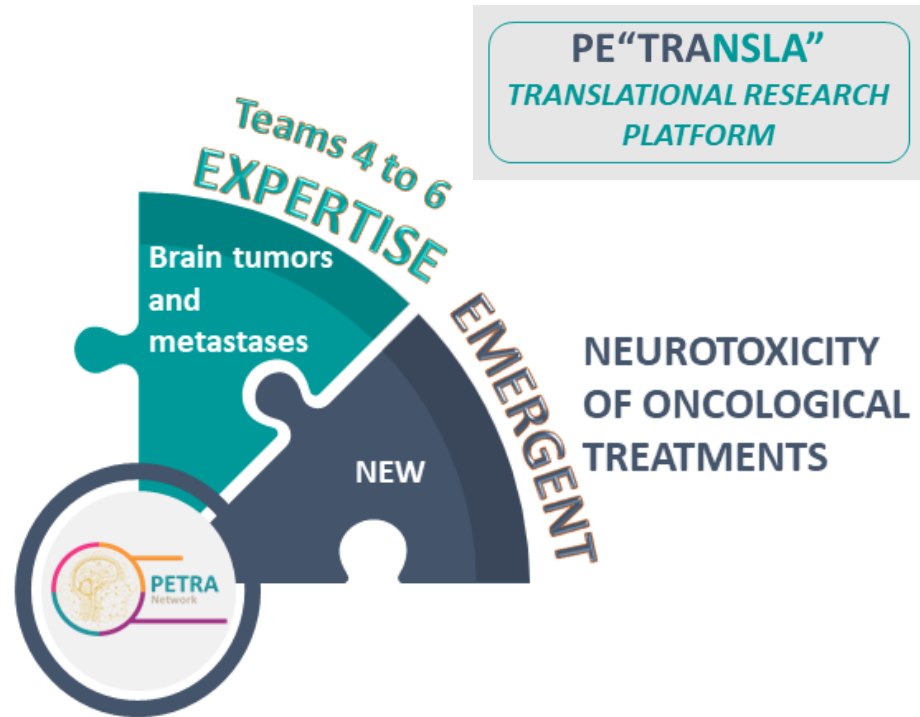 PE“TRANSLA”
TRANSLATIONAL RESEARCH
PLATFORM
Teams 4 to 6
EXPERTISE
Brain tumors
and
metastases
EMERGENT
NEW
NEUROTOXICITY
OF ONCOLOGICAL
TREATMENTS
PETRA
Network